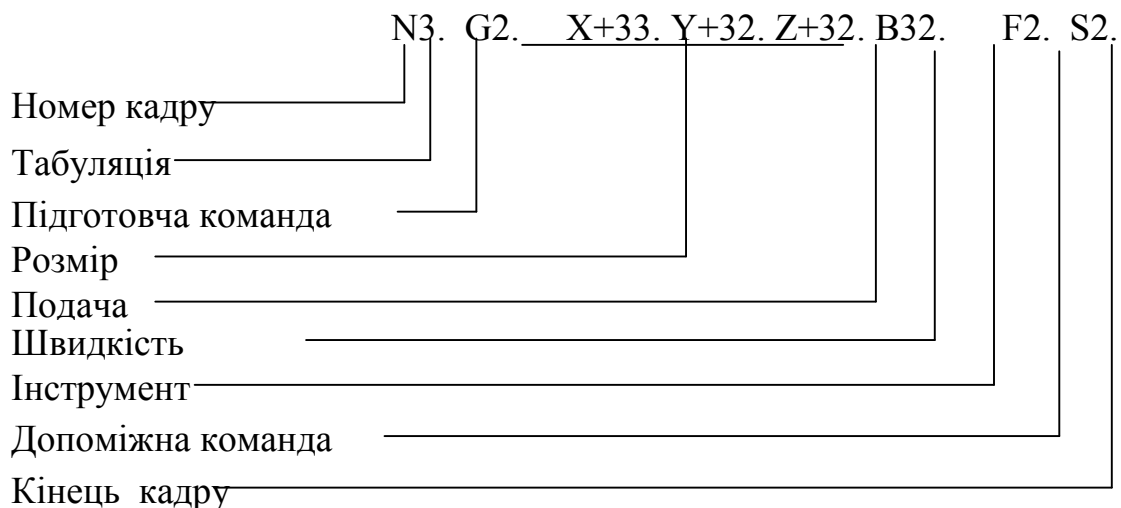 N3. G2. X+33. Y+32. Z+32. B32. F2. S2.
Номер кадру
Табуляція
Підготовча команда
Розмір
Подача
Швидкість
Інструмент
Допоміжна команда
Кінець кадру